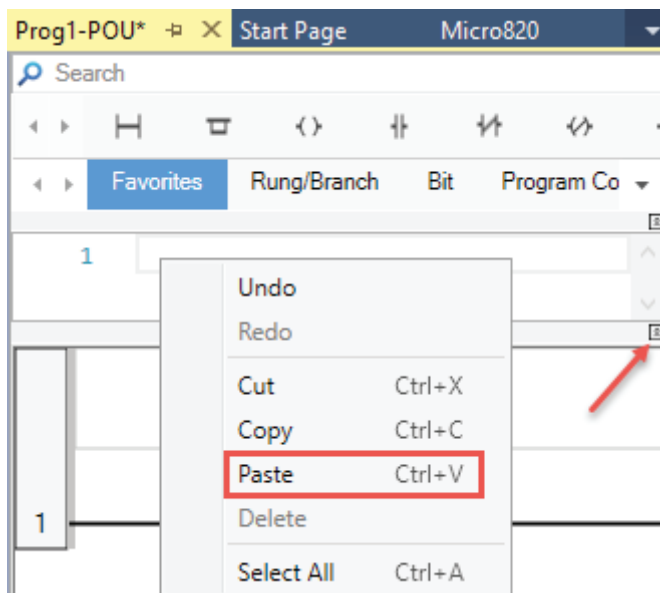 Prog1-POU* Start Page Micro820
Search
Favorites Rung/Branch Bit Program Co
1
Undo
Redo
Cut Ctrl+X
Copy Ctrl+C
Paste Ctrl+V
Delete
1
Select All Ctrl+A